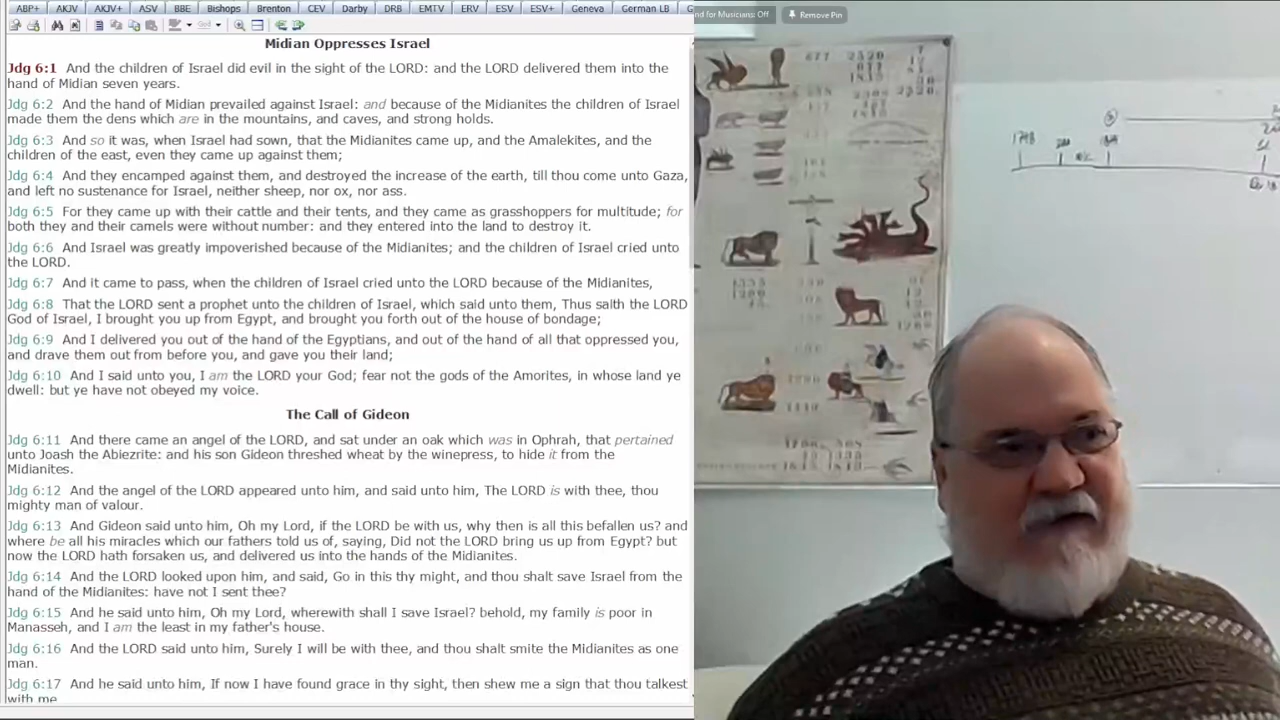 ABP+ AKJV AKJV+ ASV BBE Bishops Brenton CEV Darby DRB EMTV ERV ESV ESV+ Geneva German LB G
nd for Musicians: Off Remove Pin
Midian Oppresses Israel
Jdg 6:1 And the children of Israel did evil in the sight of the LORD: and the LORD delivered them into the
hand of Midian seven years.
Jdg 6:2 And the hand of Midian prevailed against Israel: and because of the Midianites the children of Israel
made them the dens which are in the mountains, and caves, and strong holds.
Jdg 6:3 And so it was, when Israel had sown, that the Midianites came up, and the Amalekites, and the
children of the east, even they came up against them;
Jdg 6:4 And they encamped against them, and destroyed the increase of the earth, till thou come unto Gaza,
and left no sustenance for Israel, neither sheep, nor ox, nor ass.
Jdg 6:5 For they came up with their cattle and their tents, and they came as grasshoppers for multitude; for
both they and their camels were without number: and they entered into the land to destroy it.
Jdg 6:6 And Israel was greatly impoverished because of the Midianites; and the children of Israel cried unto
the LORD.
Jdg 6:7 And it came to pass, when the children of Israel cried unto the LORD because of the Midianites,
Jdg 6:8 That the LORD sent a prophet unto the children of Israel, which said unto them, Thus saith the LORD
God of Israel, I brought you up from Egypt, and brought you forth out of the house of bondage;
Jdg 6:9 And I delivered you out of the hand of the Egyptians, and out of the hand of all that oppressed you,
and drave them out from before you, and gave you their land;
Jdg 6:10 And I said unto you, I am the LORD your God; fear not the gods of the Amorites, in whose land ye
dwell: but ye have not obeyed my voice.
The Call of Gideon
Jdg 6:11 And there came an angel of the LORD, and sat under an oak which was in Ophrah, that pertained
unto Joash the Abiezrite: and his son Gideon threshed wheat by the winepress, to hide it from the
Midianites.
Jdg 6:12 And the angel of the LORD appeared unto him, and said unto him, The LORD is with thee, thou
mighty man of valour.
Jdg 6:13 And Gideon said unto him, Oh my Lord, if the LORD be with us, why then is all this befallen us? and
where be all his miracles which our fathers told us of, saying, Did not the LORD bring us up from Egypt? but
now the LORD hath forsaken us, and delivered us into the hands of the Midianites.
Jdg 6:14 And the LORD looked upon him, and said, Go in this thy might, and thou shalt save Israel from the
hand of the Midianites: have not I sent thee?
Jdg 6:15 And he said unto him, Oh my Lord, wherewith shall I save Israel? behold, my family is poor in
Manasseh, and I am the least in my father's house.
Jdg 6:16 And the LORD said unto him, Surely I will be with thee, and thou shalt smite the Midianites as one
man.
Jdg 6:17 And he said unto him, If now I have found grace in thy sight, then shew me a sign that thou talkest
with me
677 2520
1798